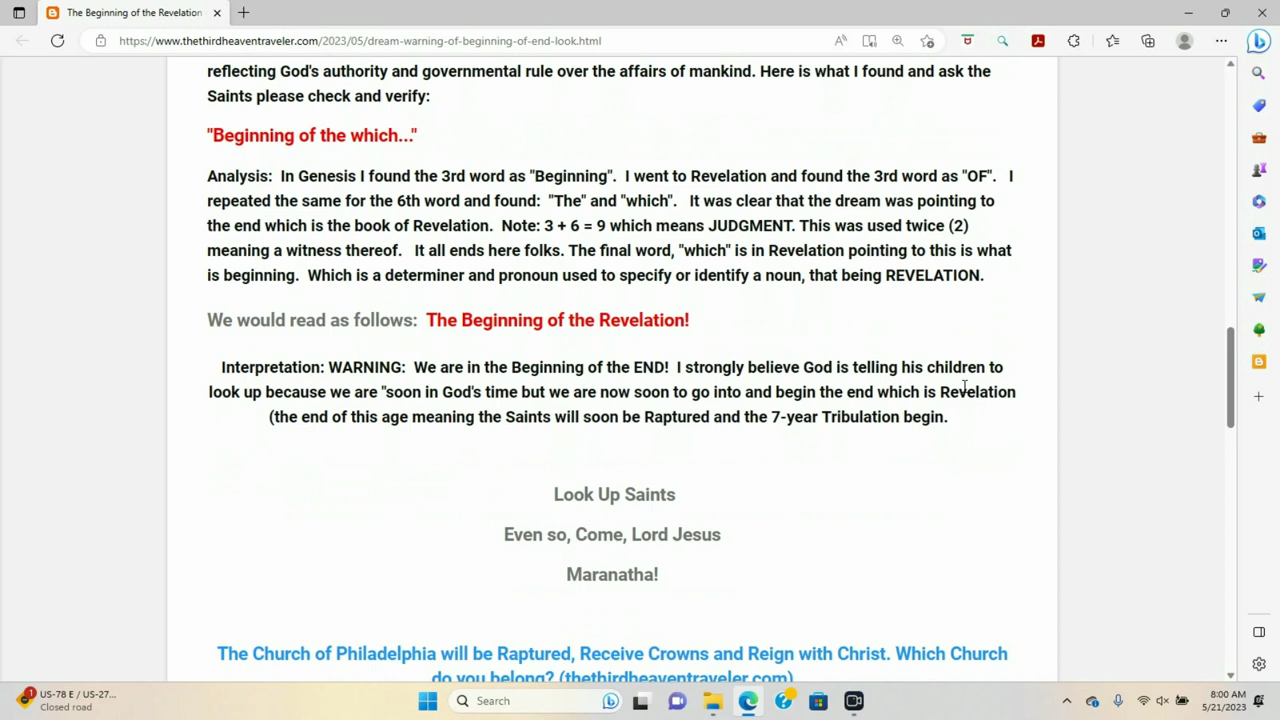 The Beginning of the Revelation
https://www.thethirdheaventraveler.com/2023/05/dream-warning-of-beginning-of-end-look.html
reflecting God's authority and governmental rule over the affairs of mankind. Here is what I found and ask the
Saints please check and verify:
"Beginning of the which..."
Analysis:  In Genesis I found the 3rd word as "Beginning".  I went to Revelation and found the 3rd word as "OF".   I
repeated the same for the 6th word and found:  "The" and "which".   It was clear that the dream was pointing to
the end which is the book of Revelation.  Note: 3 + 6 = 9 which means JUDGMENT. This was used twice (2)
meaning a witness thereof.   It all ends here folks. The final word, "which" is in Revelation pointing to this is what
is beginning.  Which is a determiner and pronoun used to specify or identify a noun, that being REVELATION.
We would read as follows:  The Beginning of the Revelation!
Interpretation: WARNING:  We are in the Beginning of the END!  I strongly believe God is telling his children to
look up because we are "soon in God's time but we are now soon to go into and begin the end which is Revelation
(the end of this age meaning the Saints will soon be Raptured and the 7-year Tribulation begin.
Look Up Saints
Even so, Come, Lord Jesus
Maranatha!
The Church of Philadelphia will be Raptured, Receive Crowns and Reign with Christ. Which Church
do you belong? (thethirdheaventraveler.com)
1
US-78 E / US-27...
Closed road
Search
8:00 AM
5/21/2023